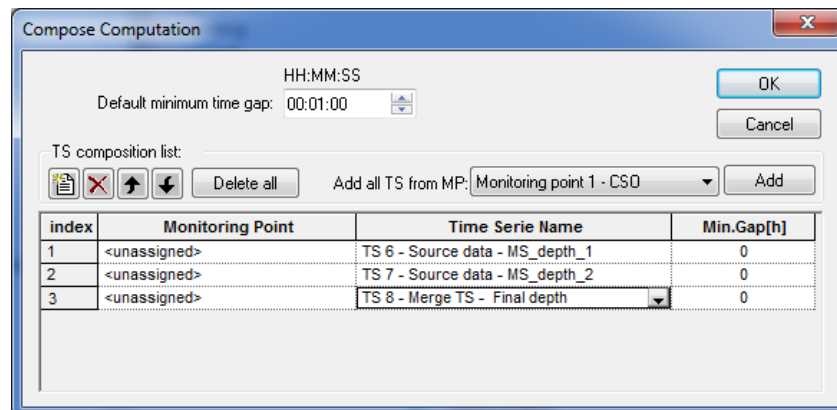 Compose Computation
HH:MM:SS
Default minimum time gap: 00:01:00
OK
Cancel
TS composition list:
Delete all Add all TS from MP: Monitoring point 1 - CSO Add
index Monitoring Point Time Serie Name Min.Gap[h]
1 <unassigned> TS 6 - Source data - MS_depth_1 0
2 <unassigned> TS 7 - Source data - MS_depth_2 0
3 <unassigned> TS 8 - Merge TS - Final depth 0